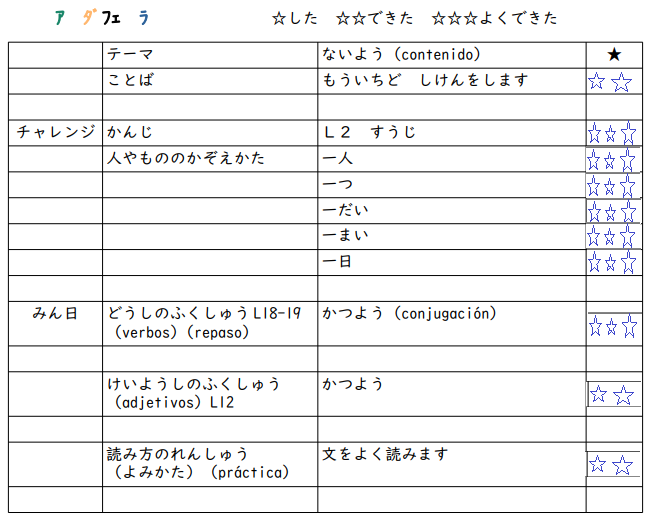 アダフェラ ☆した ☆☆できた ☆☆☆よくできた
テーマ ないよう (contenido) ★
ことば もういちど しけんをします ☆☆
チャレンジ かんじ L2 すうじ ☆☆☆
人やもののかぞえかた 一人 ☆☆☆
一つ ☆☆☆
一だい ☆☆☆
一まい ☆☆☆
一日 ☆☆☆
みん日 どうしのふくしゅう L18-19 かつよう (conjugación)
(verbos) (repaso) ☆☆☆
けいようしのふくしゅう かつよう
(adjetivos) L12 ☆☆
読み方のれんしゅう 文をよく読みます
(よみかた) (práctica) ☆☆